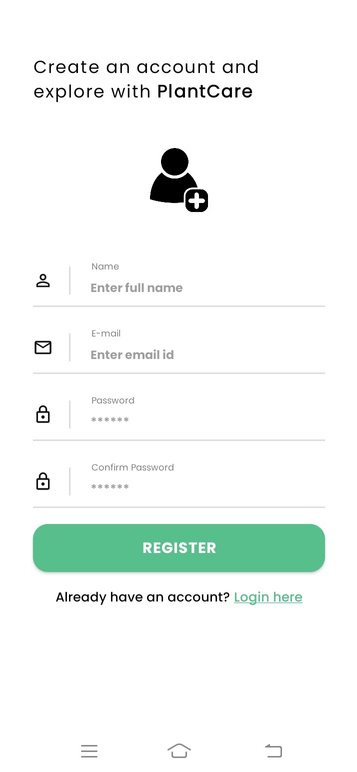 Create an account and
explore with PlantCare
Name
Enter full name
E-mail
Enter email id
Password
******
Confirm Password
******
REGISTER
Already have an account? Login here